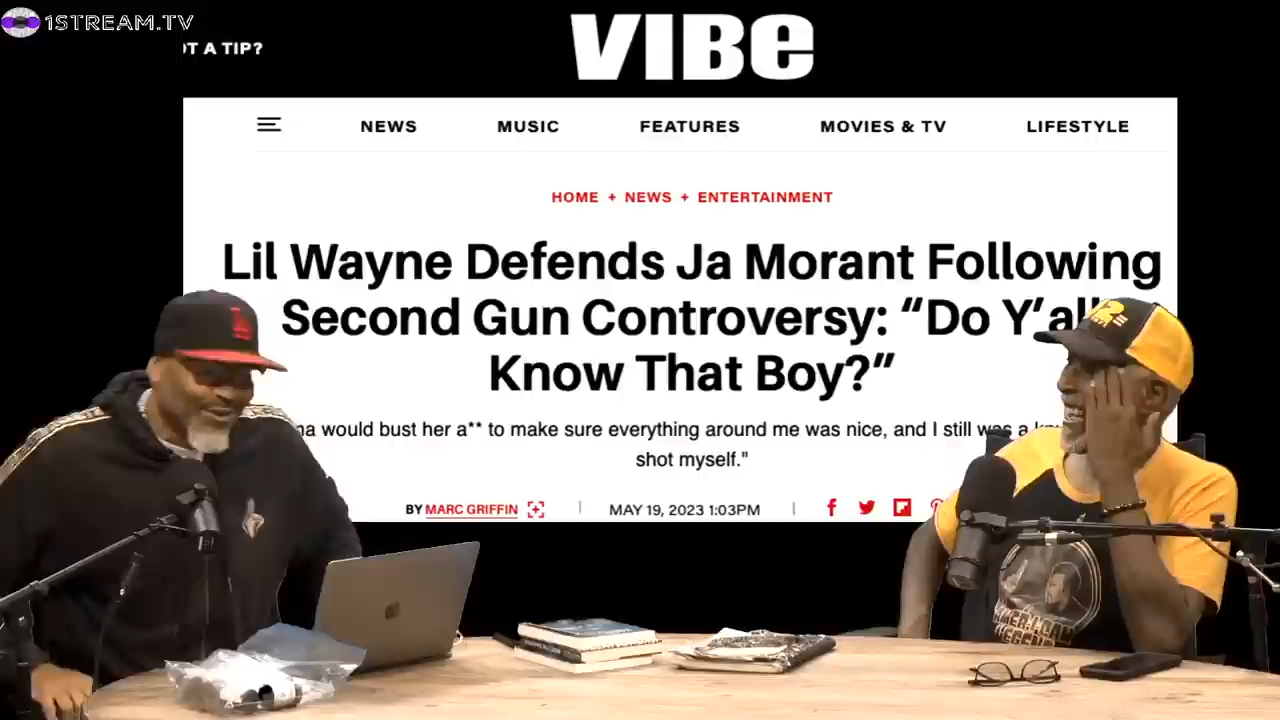 1STREAM.TV
OT A TIP?
VIBE
NEWS MUSIC FEATURES MOVIES & TV LIFESTYLE
HOME + NEWS + ENTERTAINMENT
Lil Wayne Defends Ja Morant Following
Second Gun Controversy: “Do Y’all
Know That Boy?”
would bust her a** to make sure everything around me was nice, and I still was a
shot myself."
BY MARC GRIFFIN MAY 19, 2023 1:03PM